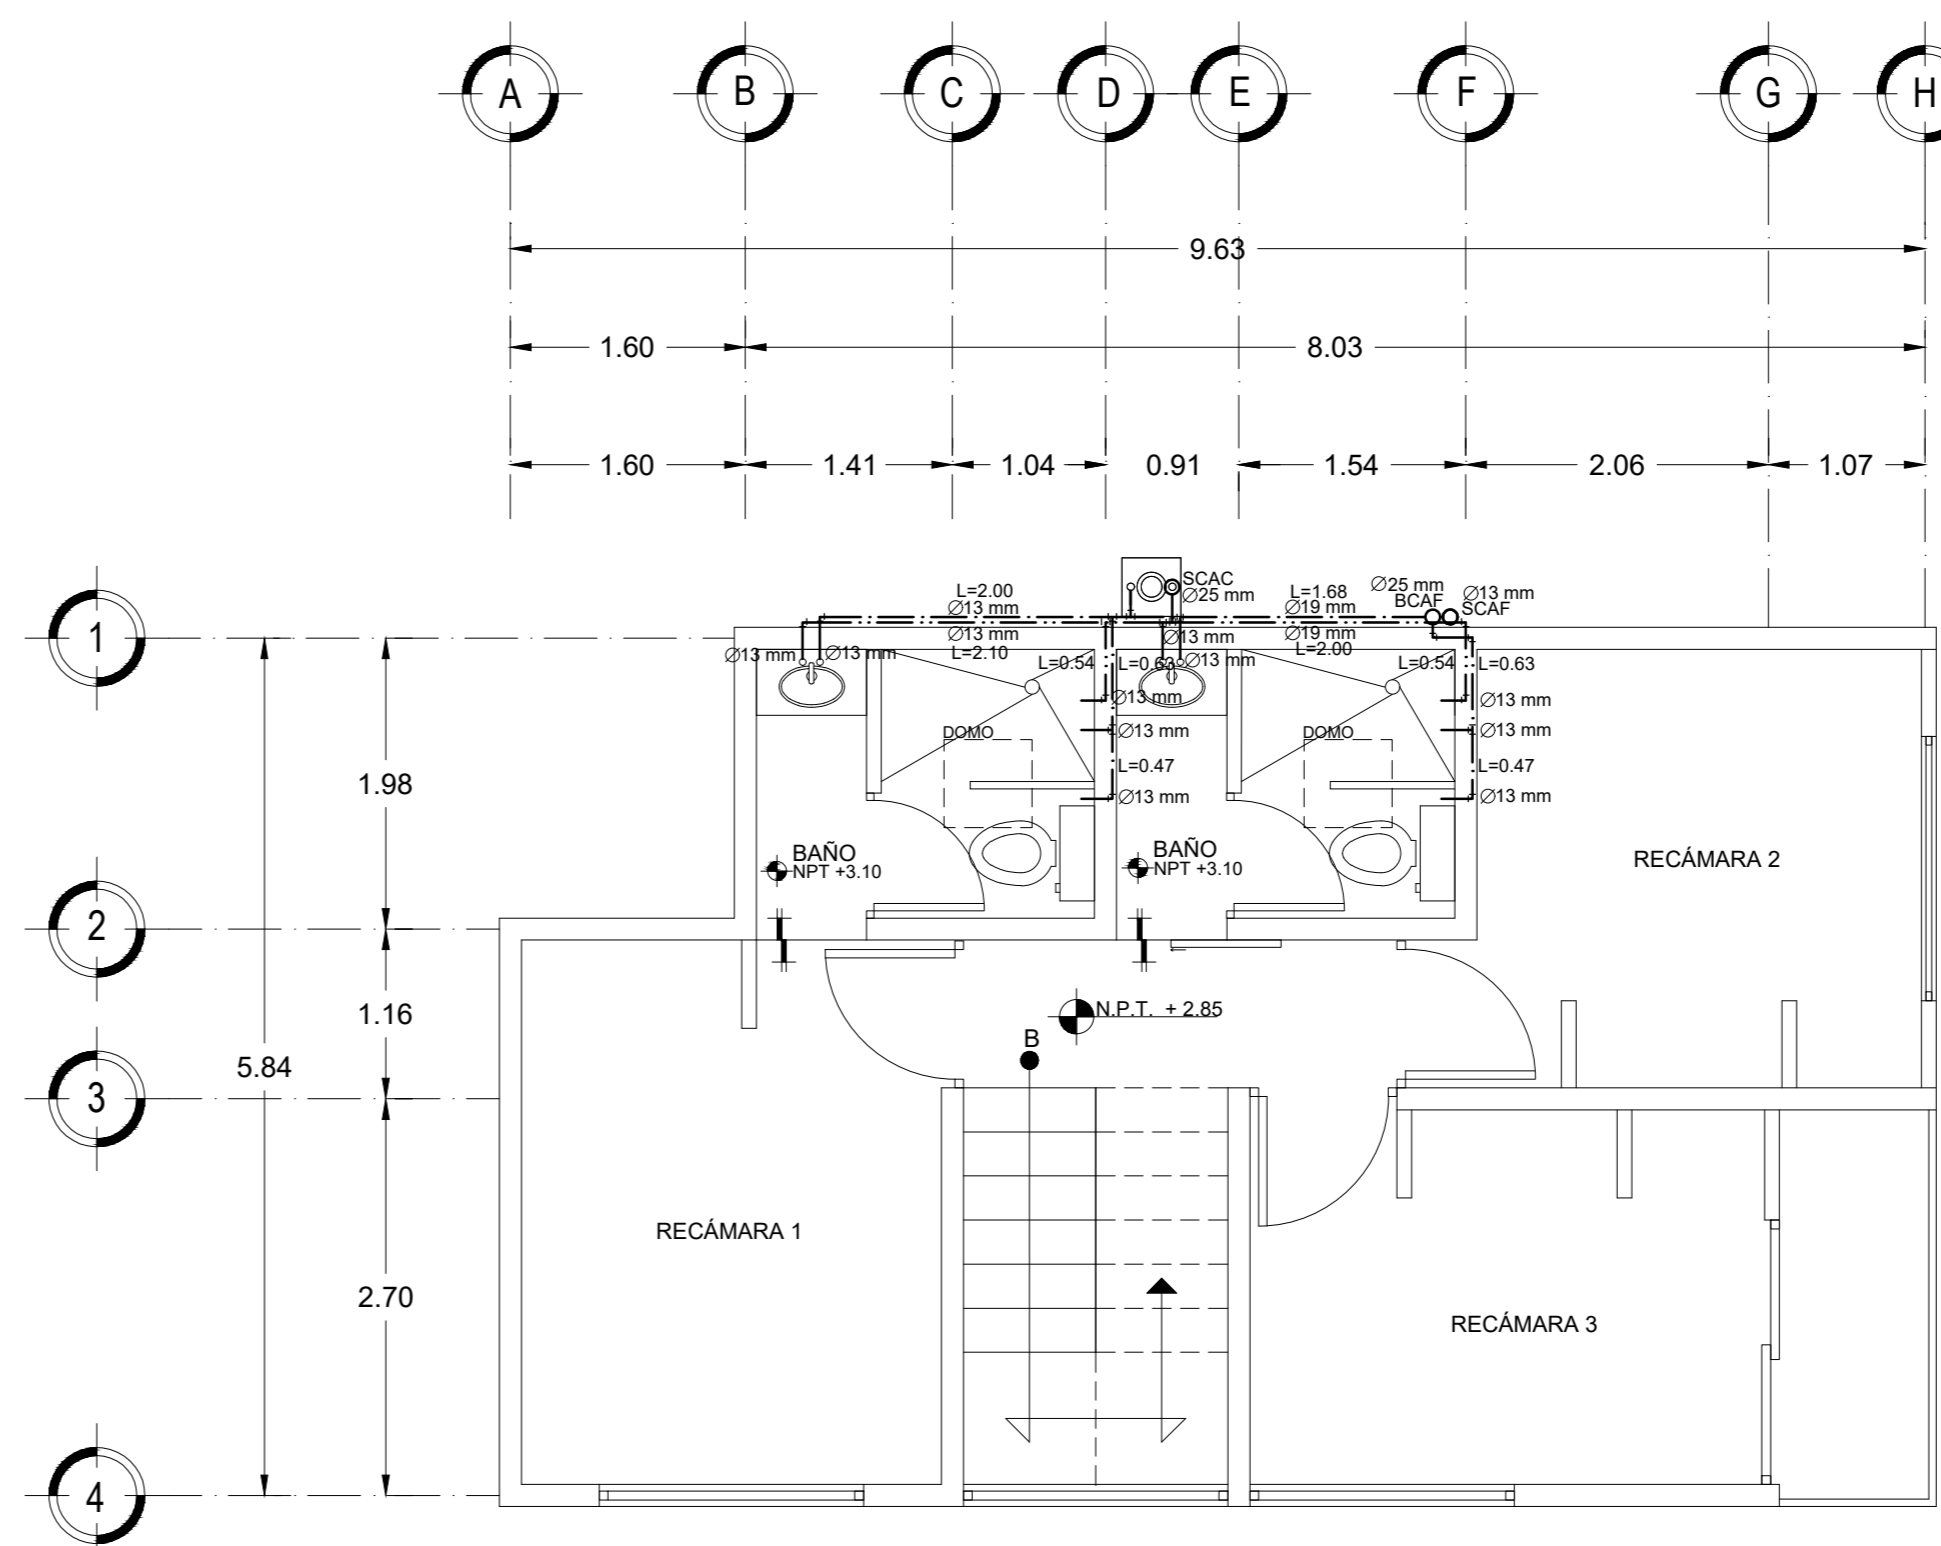 A
B
C
D
E
F
G
H
9.63
1.60
8.03
1.60
1.41
1.04
0.91
1.54
2.06
1.07
1
2
3
4
5.84
1.98
1.16
2.70
L=2.00
∅13 mm
∅13 mm
L=2.10
SCAC
∅25 mm
L=1.68
∅19 mm
∅19 mm
L=2.00
∅25 mm
BCAF
∅13 mm
SCAF
∅13 mm
∅13 mm
∅13 mm
∅13 mm
L=0.54
L=0.63
∅13 mm
∅13 mm
L=0.47
∅13 mm
L=0.54
L=0.63
∅13 mm
∅13 mm
L=0.47
∅13 mm
DOMO
DOMO
BAÑO
NPT +3.10
BAÑO
NPT +3.10
RECÁMARA 2
N.P.T. + 2.85
B
RECÁMARA 1
RECÁMARA 3